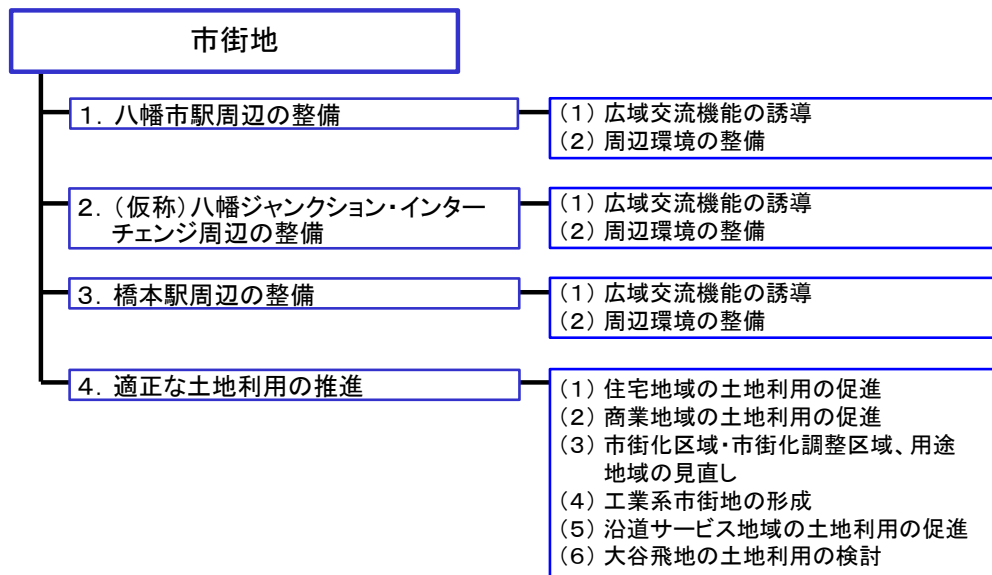 市街地
1．八幡市駅周辺の整備
（1）広域交流機能の誘導
（2）周辺環境の整備
2．（仮称）八幡ジャンクション・インター
チェンジ周辺の整備
（1）広域交流機能の誘導
（2）周辺環境の整備
3．橋本駅周辺の整備
（1）広域交流機能の誘導
（2）周辺環境の整備
4．適正な土地利用の推進
（1）住宅地域の土地利用の促進
（2）商業地域の土地利用の促進
（3）市街化区域・市街化調整区域、用途
地域の見直し
（4）工業系市街地の形成
（5）沿道サービス地域の土地利用の促進
（6）大谷飛地の土地利用の検討